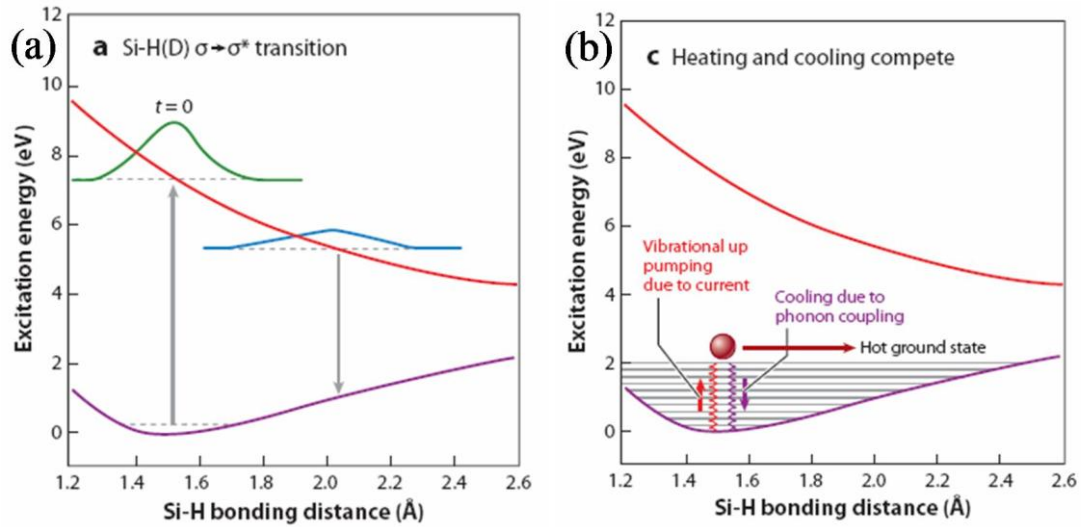 (a)
a Si-H(D) σ→σ* transition
t = 0
Excitation energy (eV)
12
10
8
6
4
2
0
1.2 1.4 1.6 1.8 2.0 2.2 2.4 2.6
Si-H bonding distance (Å)
(b)
c Heating and cooling compete
Excitation energy (eV)
12
10
8
6
4
2
0
Vibrational up
pumping
due to current
Cooling due to
phonon coupling
Hot ground state
1.2 1.4 1.6 1.8 2.0 2.2 2.4 2.6
Si-H bonding distance (Å)